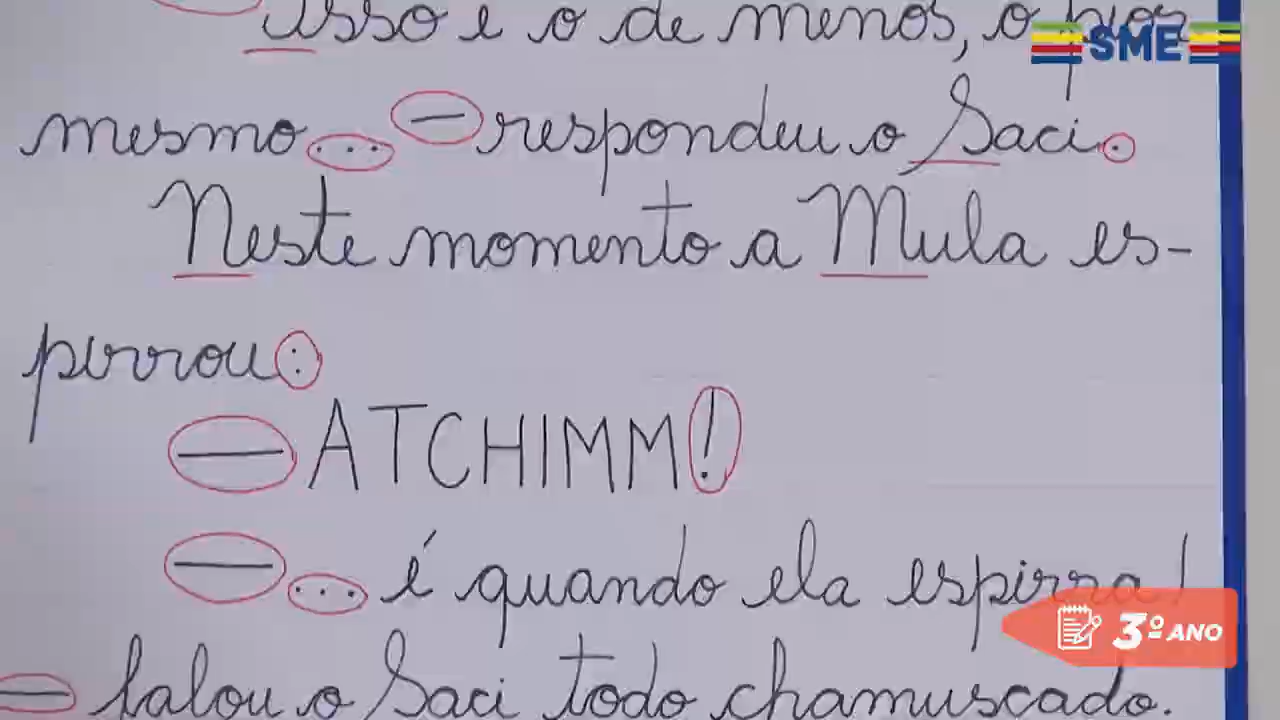 Isso é o de menos, o pior
SME
mesmo... — respondeu o Saci.
Neste momento a Mula es-
pirrou:
— ATCHIMM!
— ... é quando ela espirra!
3º ANO
— falou o Saci todo chamuscado.